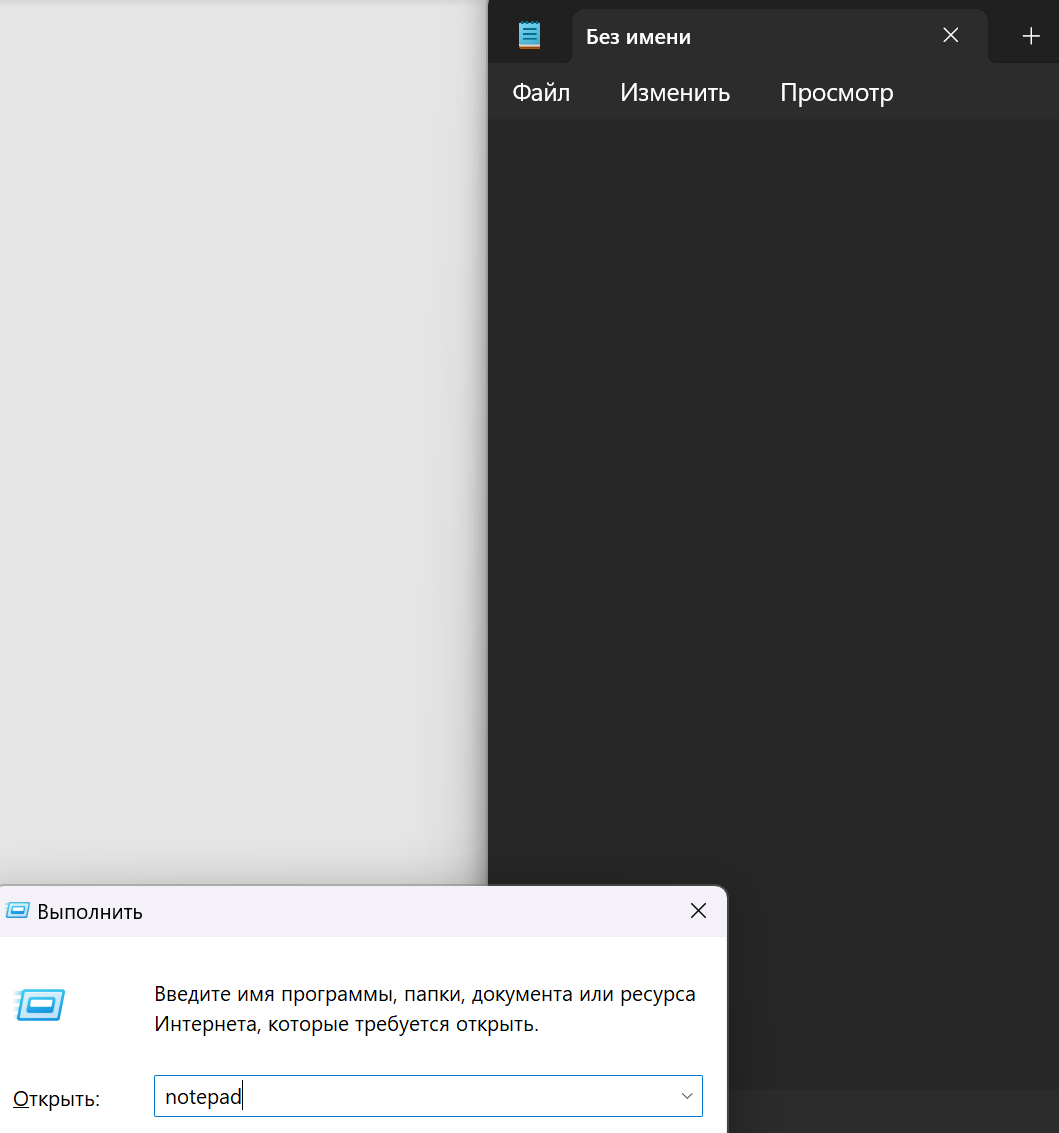 Без имени
Файл Изменить Просмотр
Выполнить
Введите имя программы, папки, документа или ресурса
Интернета, которые требуется открыть.
Открыть: notepad